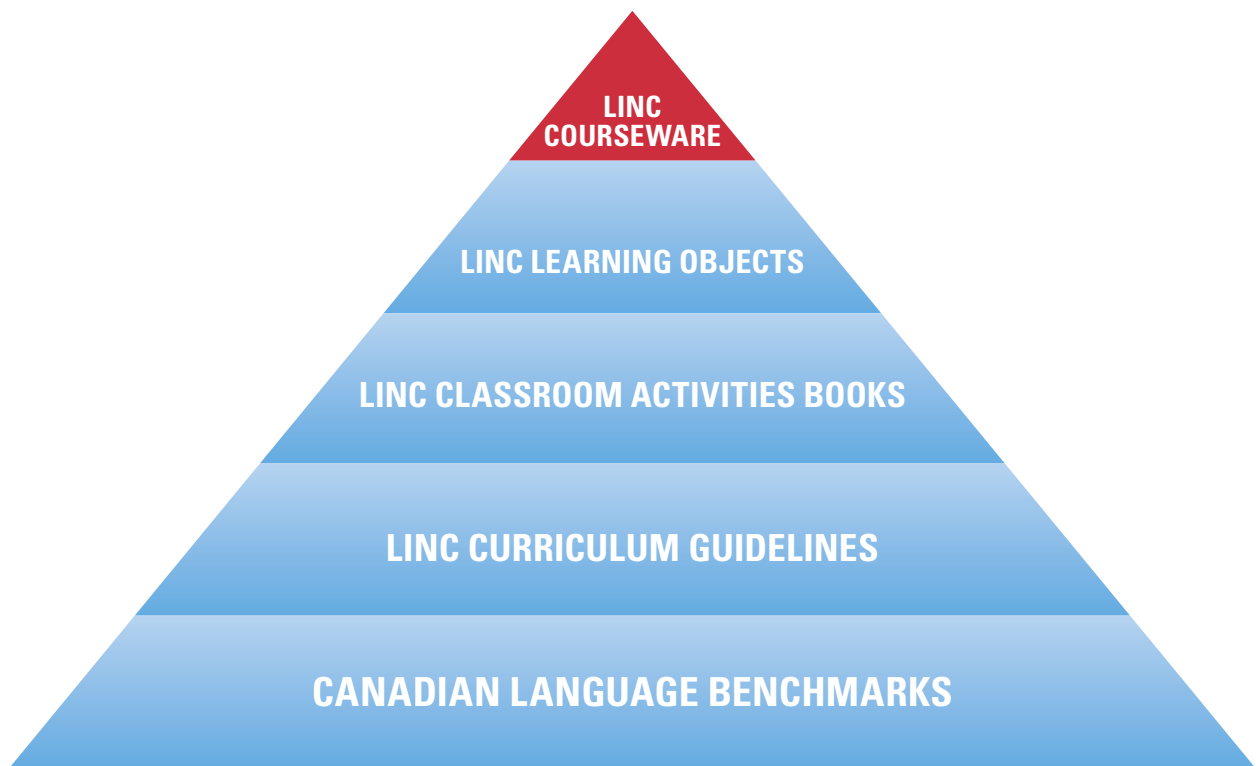 LINC
COURSEWARE
LINC LEARNING OBJECTS
LINC CLASSROOM ACTIVITIES BOOKS
LINC CURRICULUM GUIDELINES
CANADIAN LANGUAGE BENCHMARKS